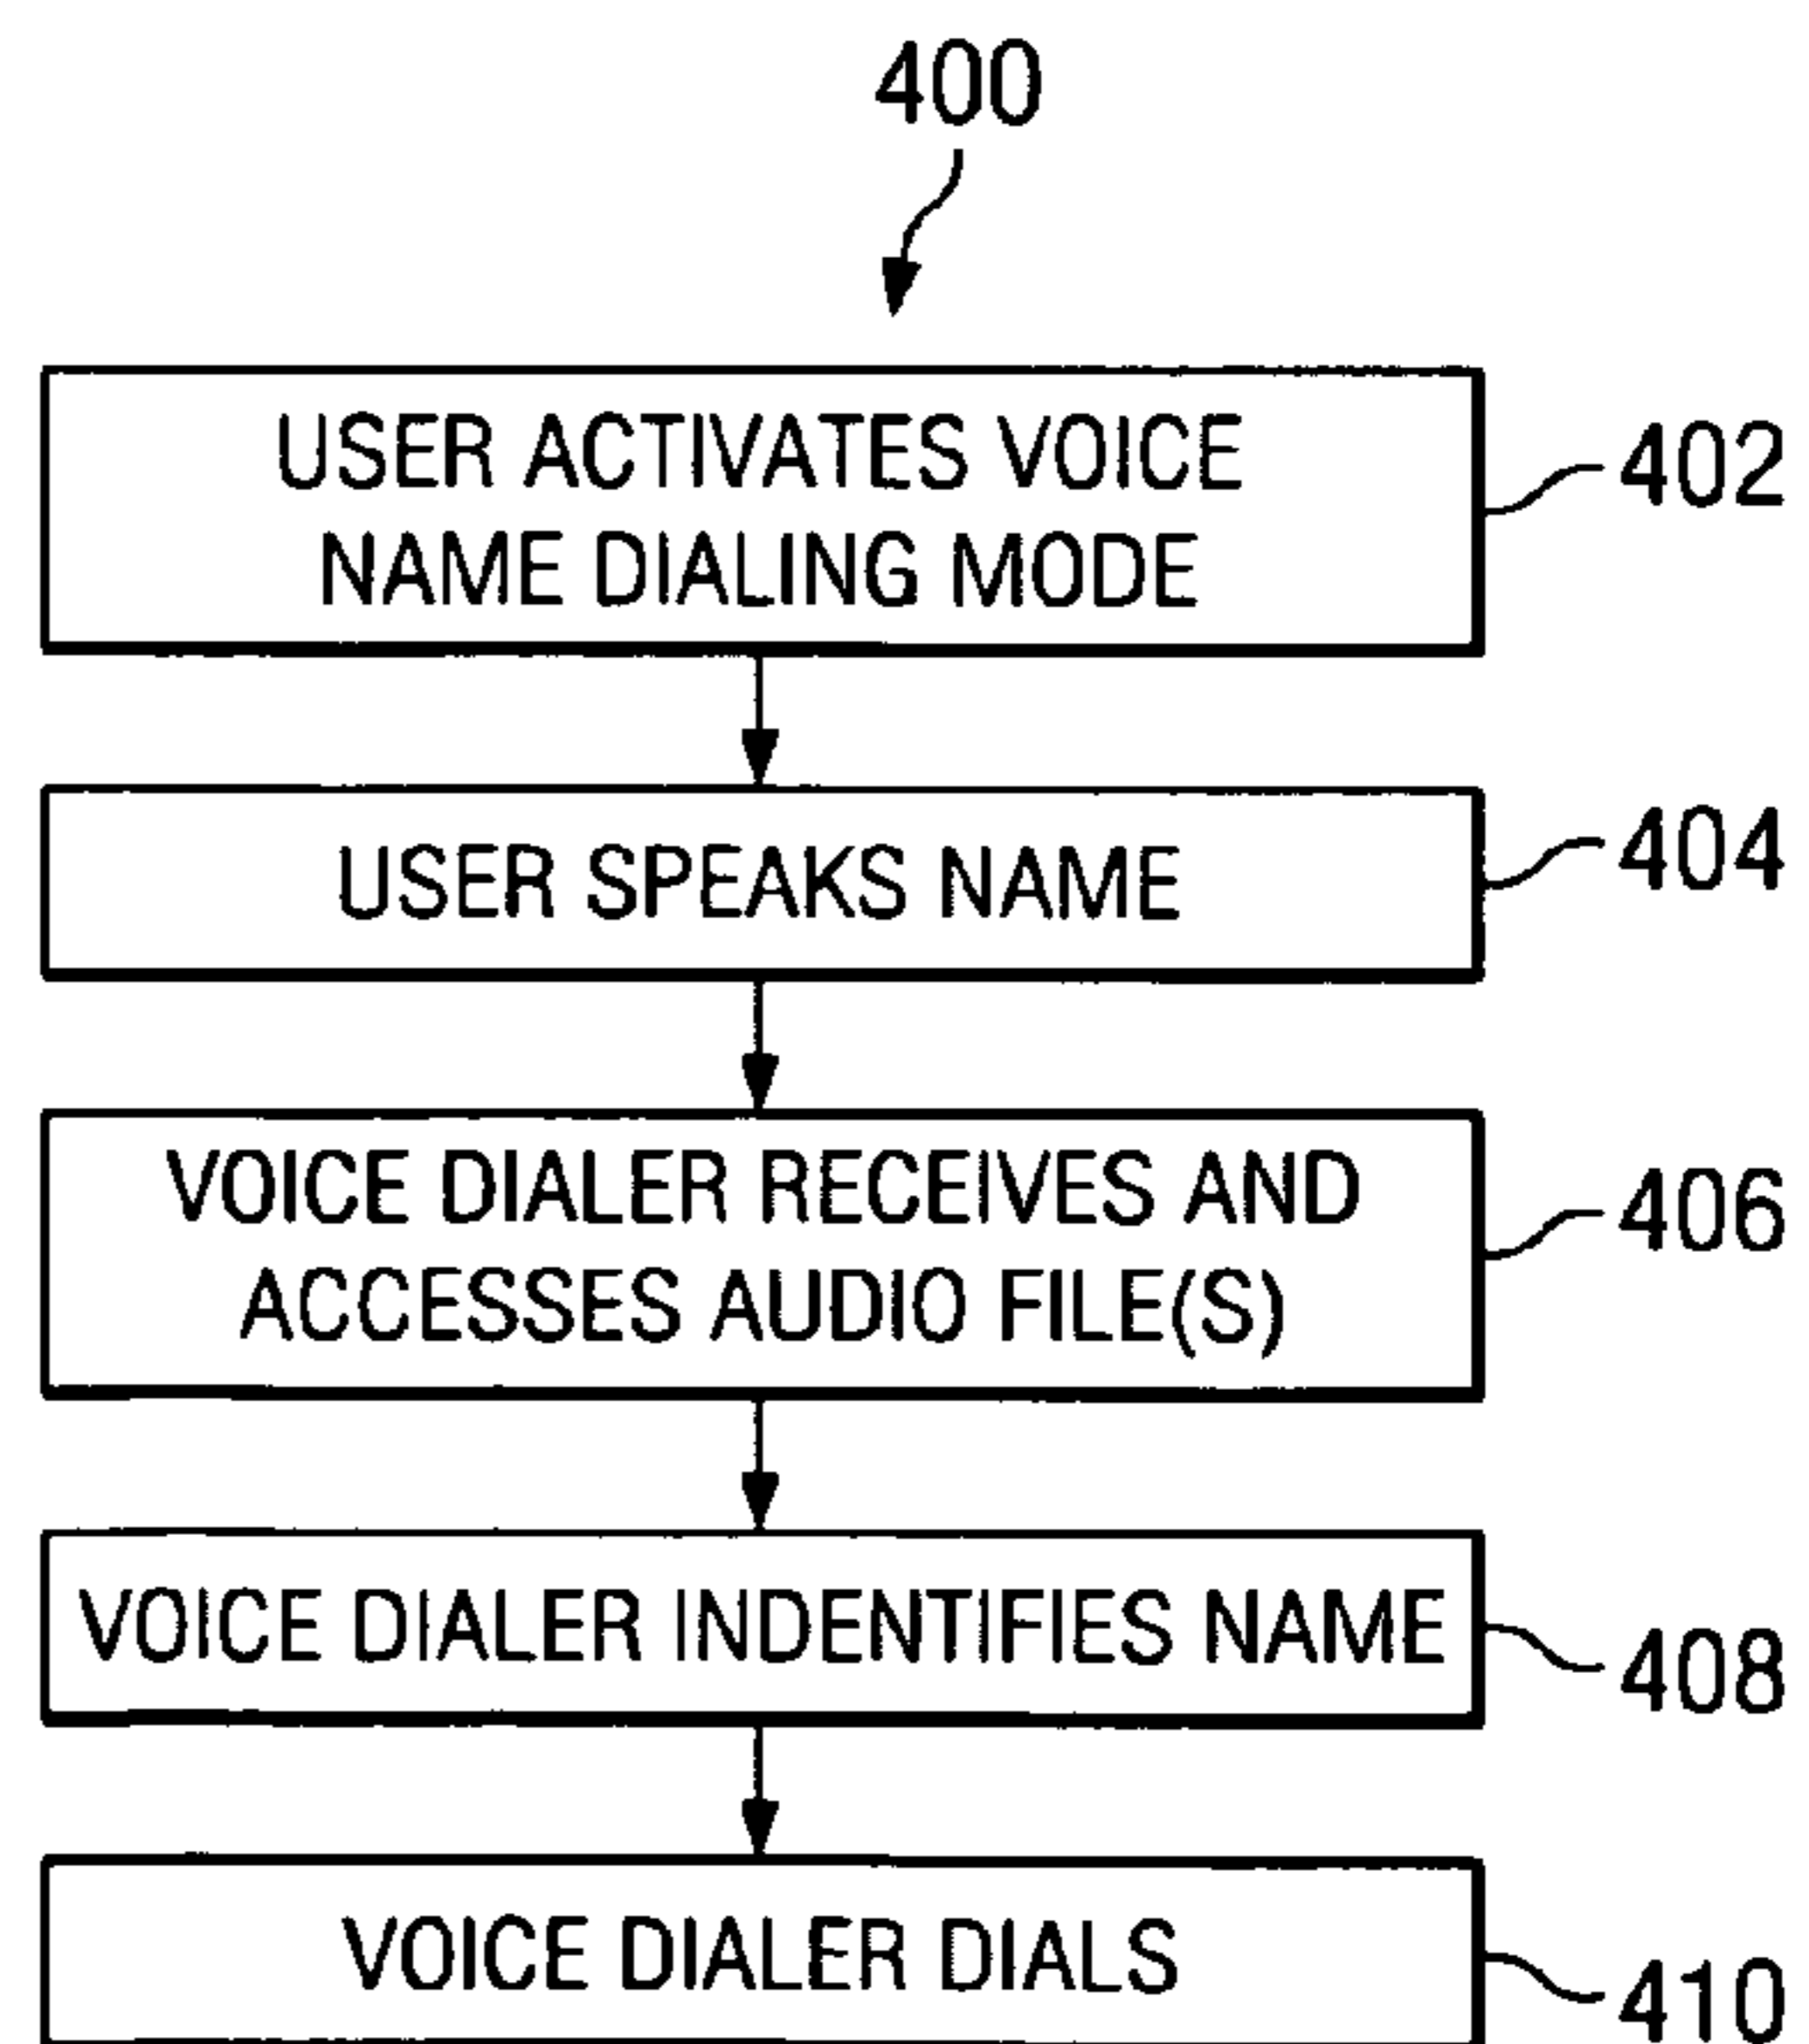 400
USER ACTIVATES VOICE
NAME DIALING MODE
402
USER SPEAKS NAME
404
VOICE DIALER RECEIVES AND
ACCESSES AUDIO FILE(S)
406
VOICE DIALER INDENTIFIES NAME
408
VOICE DIALER DIALS
410